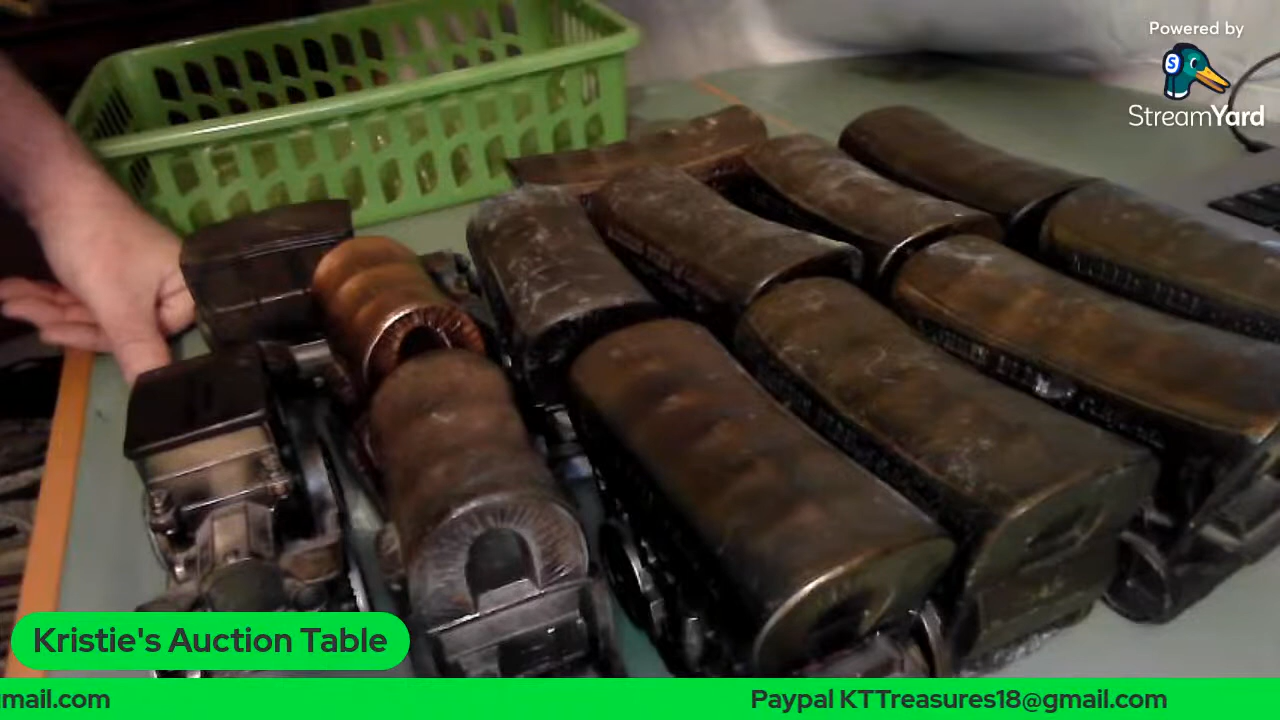 Powered by
S
StreamYard
Kristie's Auction Table
mail.com
Paypal KTTreasures18@gmail.com